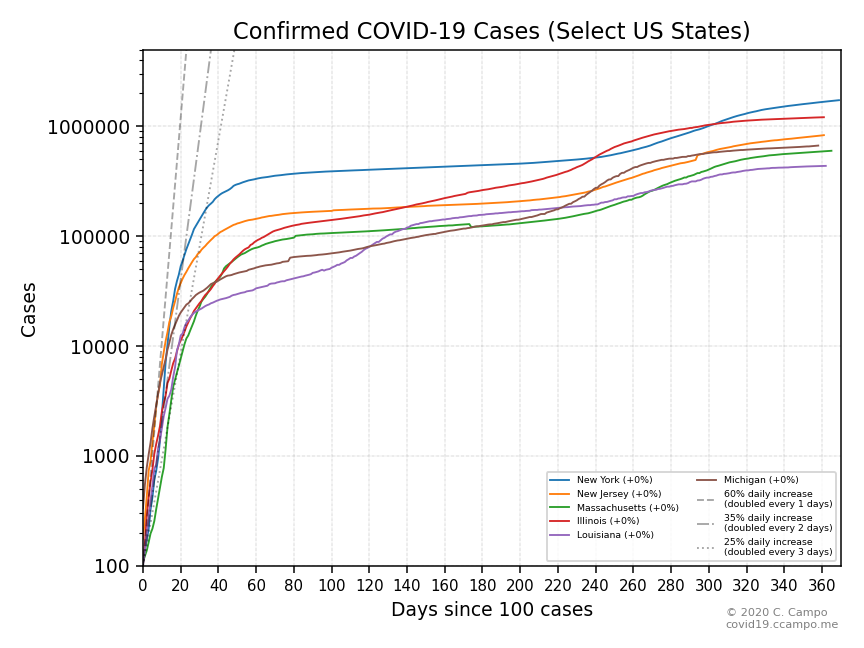 Confirmed COVID-19 Cases (Select US States)
Cases
1000000
100000
10000
1000
100
0 20 40 60 80 100 120 140 160 180 200 220 240 260 280 300 320 340 360
Days since 100 cases
New York (+0%)
New Jersey (+0%)
Massachusetts (+0%)
Illinois (+0%)
Louisiana (+0%)
Michigan (+0%)
60% daily increase
(doubled every 1 days)
35% daily increase
(doubled every 2 days)
25% daily increase
(doubled every 3 days)
© 2020 C. Campo
covid19.ccampo.me